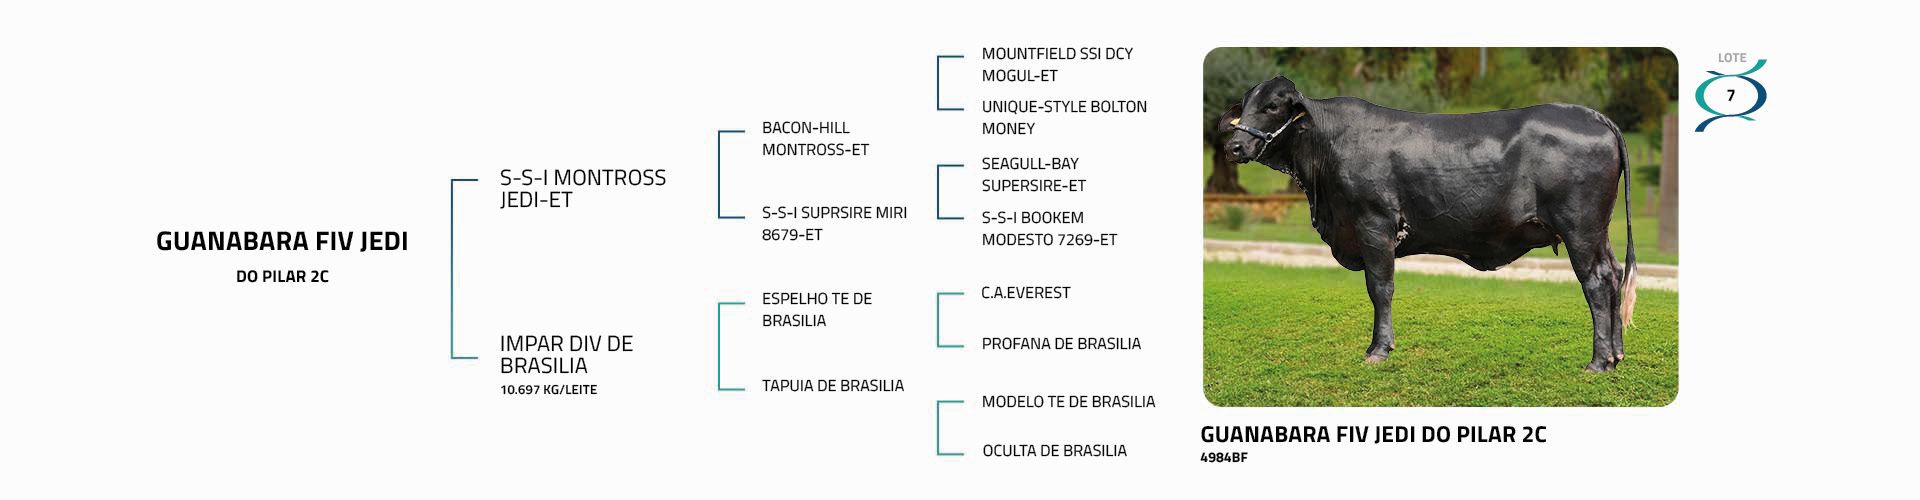 GUANABARA FIV JEDI
DO PILAR 2C
S-S-I MONTROSS
JEDI-ET
IMPAR DIV DE
BRASILIA
10.697 KG/LEITE
BACON-HILL
MONTROSS-ET
S-S-I SUPRSIRE MIRI
8679-ET
ESPELHO TE DE
BRASILIA
TAPUIA DE BRASILIA
MOUNTFIELD SSI DCY
MOGUL-ET
UNIQUE-STYLE BOLTON
MONEY
SEAGULL-BAY
SUPERSIRE-ET
S-S-I BOOKEM
MODESTO 7269-ET
C.A.EVEREST
PROFANA DE BRASILIA
MODELO TE DE BRASILIA
OCULTA DE BRASILIA
GUANABARA FIV JEDI DO PILAR 2C
4984BF
LOTE
7